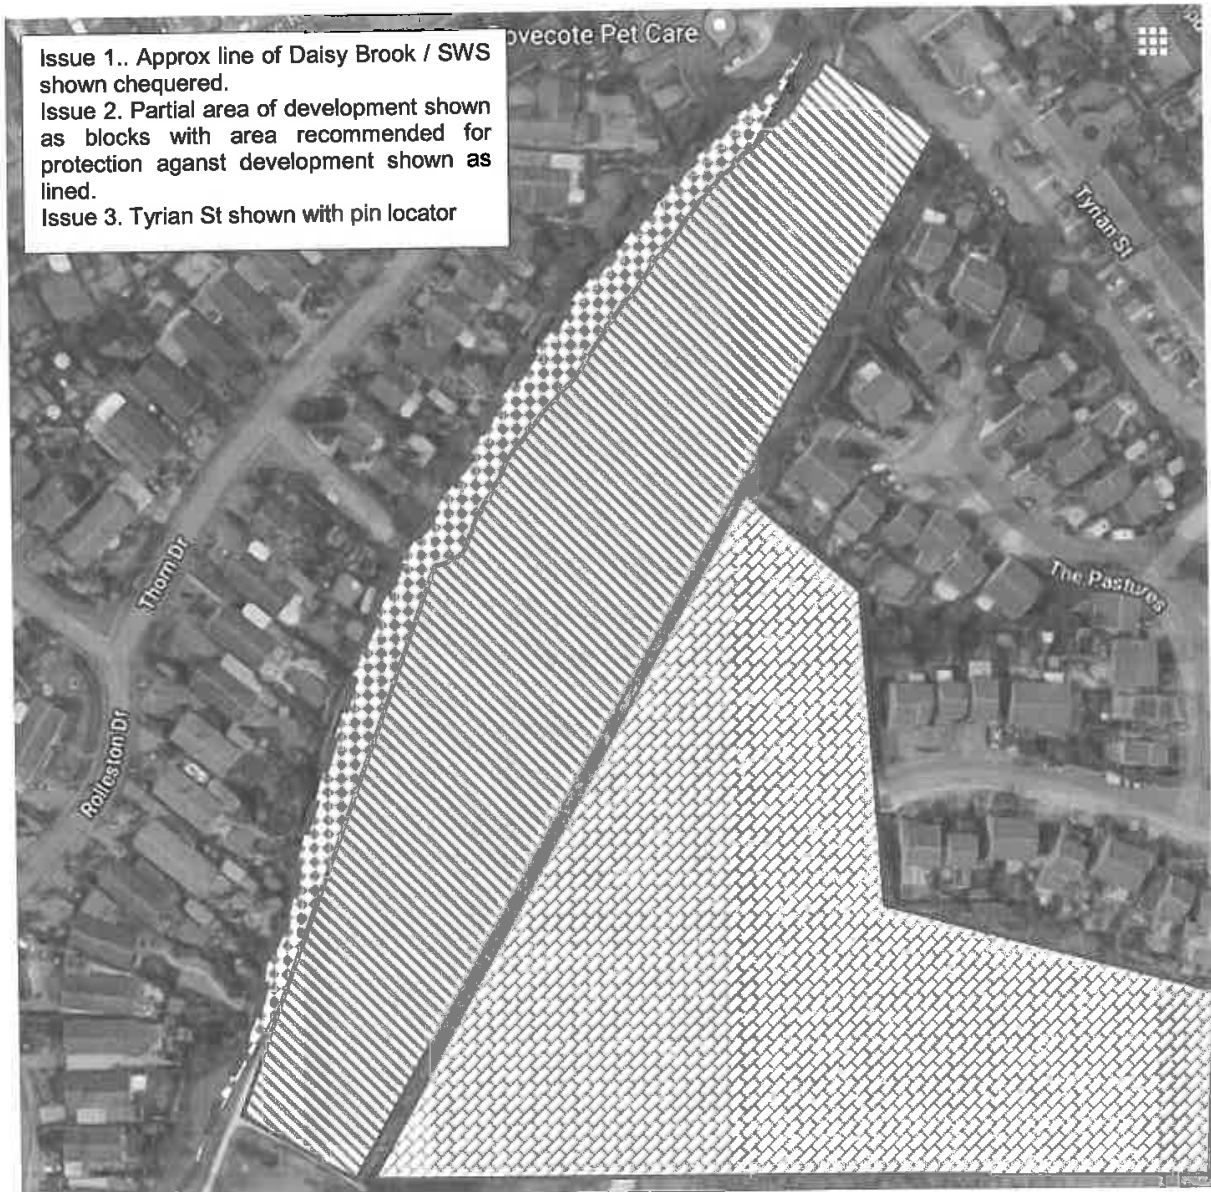 Issue 1.. Approx line of Daisy Brook / SWS
shown chequered.
Issue 2. Partial area of development shown
as blocks with area recommended for
protection aganst development shown as
lined.
Issue 3. Tyrian St shown with pin locator
ovecote Pet Care
Tyrian St
Thorn Dr
The Pastures
Rolleston Dr